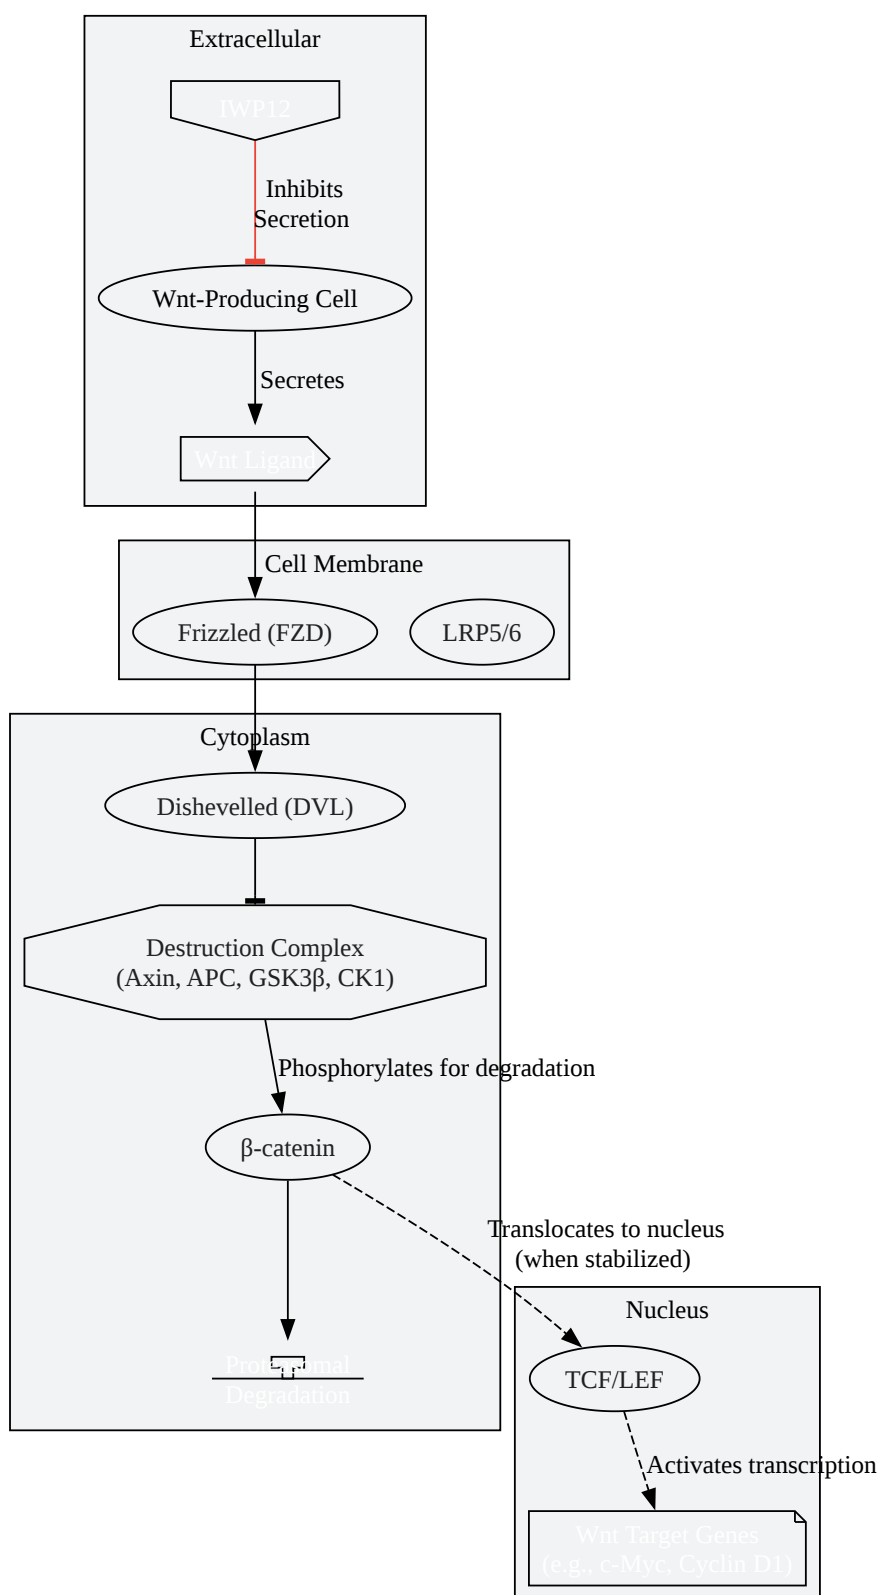 Extracellular
IWP12
Inhibits
Secretion
Wnt-Producing Cell
Secretes
Wnt Ligand
Cell Membrane
Frizzled (FZD)
LRP5/6
Cytoplasm
Dishevelled (DVL)
Destruction Complex
(Axin, APC, GSK3β, CK1)
Phosphorylates for degradation
β-catenin
Translocates to nucleus
(when stabilized)
Nucleus
Proteasomal
Degradation
TCF/LEF
Activates transcription
Wnt Target Genes
(e.g., c-Myc, Cyclin D1)